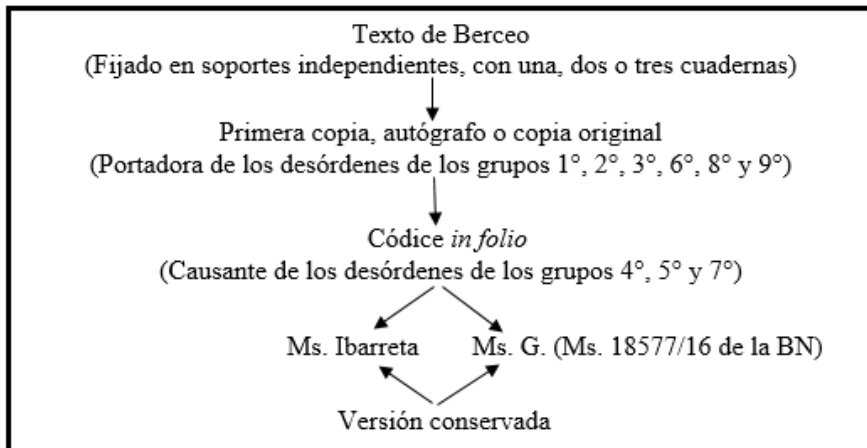 Texto de Berceo
(Fijado en soportes independientes, con una, dos o tres cuadernas)
Primera copia, autógrafo o copia original
(Portadora de los desórdenes de los grupos 1°, 2°, 3°, 6°, 8° y 9°)
Códice in folio
(Causante de los desórdenes de los grupos 4°, 5° y 7°)
Ms. Ibarreta Ms. G. (Ms. 18577/16 de la BN)
Versión conservada